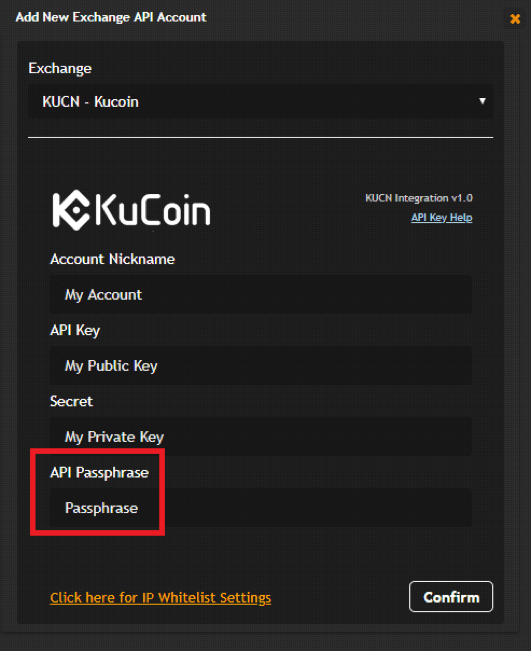 Add New Exchange API Account
Exchange
KUCN - Kucoin
KuCoin
KUCN Integration v1.0
API Key Help
Account Nickname
My Account
API Key
My Public Key
Secret
My Private Key
API Passphrase
Passphrase
Click here for IP Whitelist Settings
Confirm